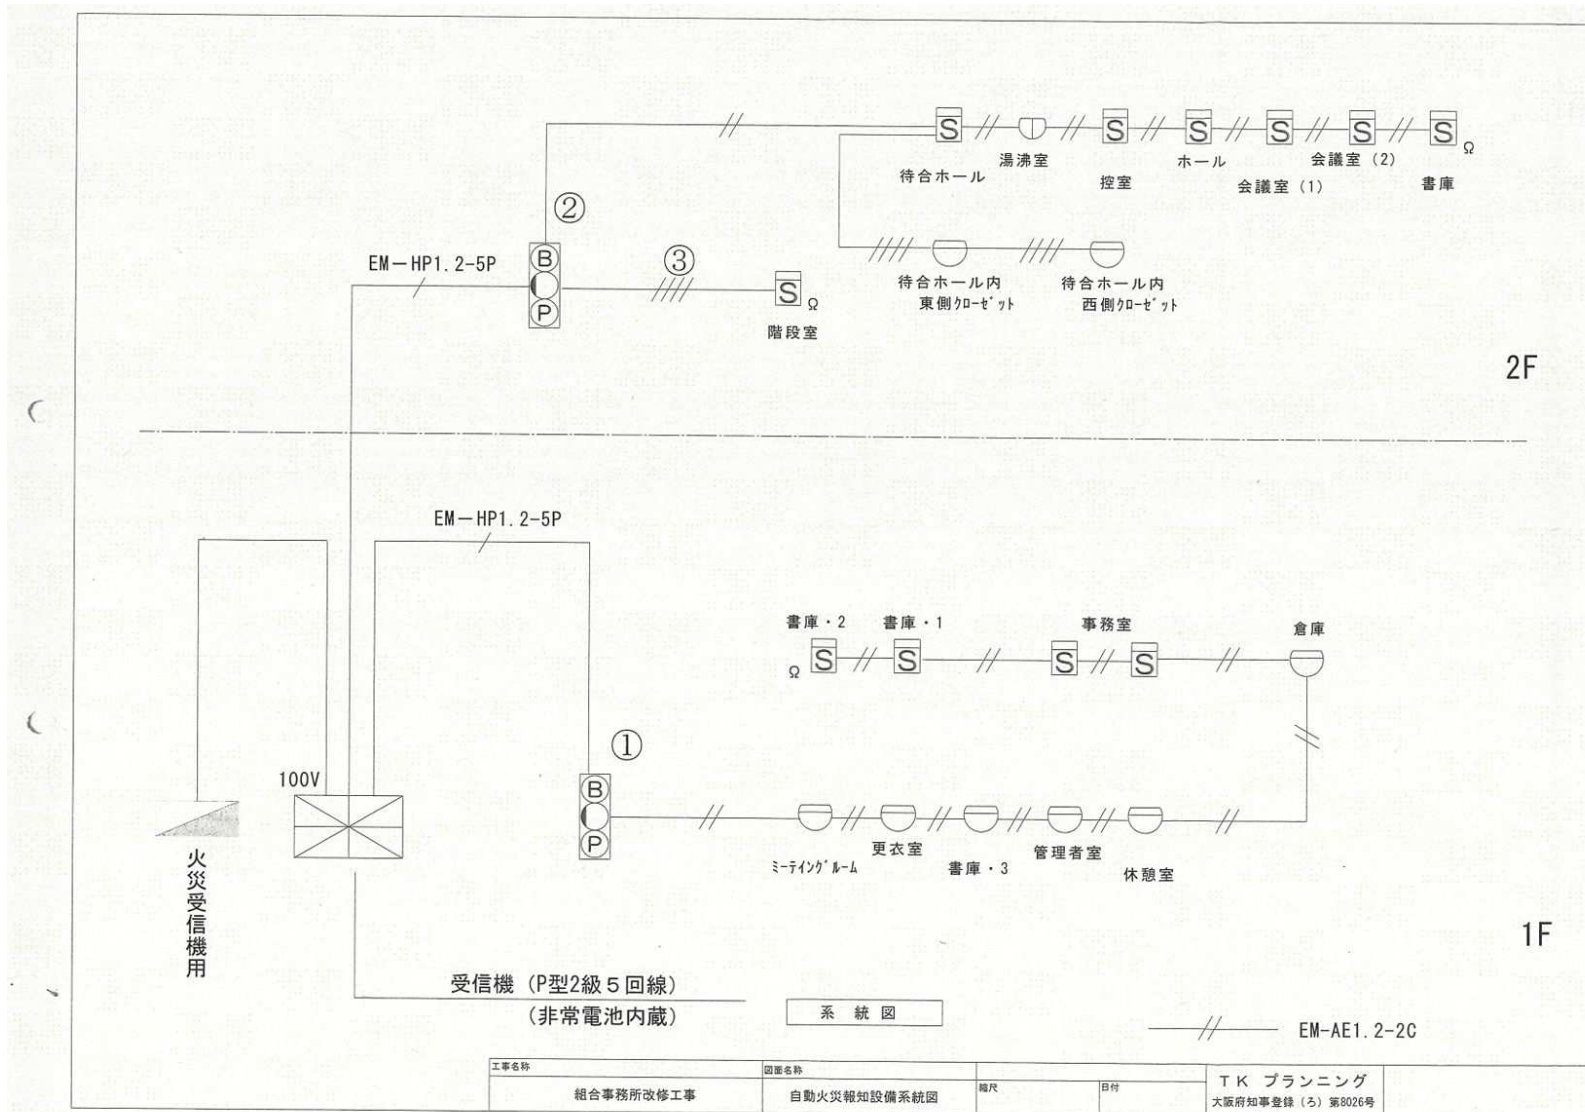 S
S
S
S
S
S
Ω
待合ホール
湯沸室
控室
ホール
会議室(1)
会議室(2)
書庫
②
EM-HP1.2-5P
B
P
③
S
Ω
階段室
待合ホール内
東側クローゼット
待合ホール内
西側クローゼット
2F
EM-HP1.2-5P
書庫・2
書庫・1
事務室
倉庫
Ω
S
S
S
S
①
100V
B
P
ミーティングルーム
更衣室
書庫・3
管理者室
休憩室
火災受信機用
1F
受信機(P型2級5回線)
(非常電池内蔵)
系統図
EM-AE1.2-2C
工事名称
組合事務所改修工事
図面名称
自動火災報知設備系統図
縮尺
日付
TK プランニング
大阪府知事登録(ろ)第8026号